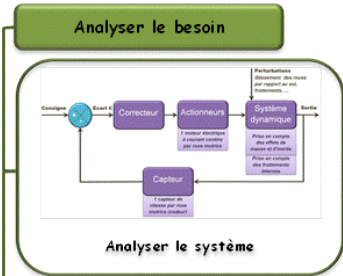 Analyser le besoin
Perturbations
Glissement des roues
par rapport au sol,
frottements, ...
Consigne
Ecart E
Correcteur
Actionneurs
Système
dynamique
Sortie
1 moteur électrique
à courant continu
par roue motrice
Prise en compte
des effets de
masse et d'inertie
Prise en compte
des frottements
internes
Capteur
1 capteur de
vitesse par roue
motrice (codeur)
Analyser le système